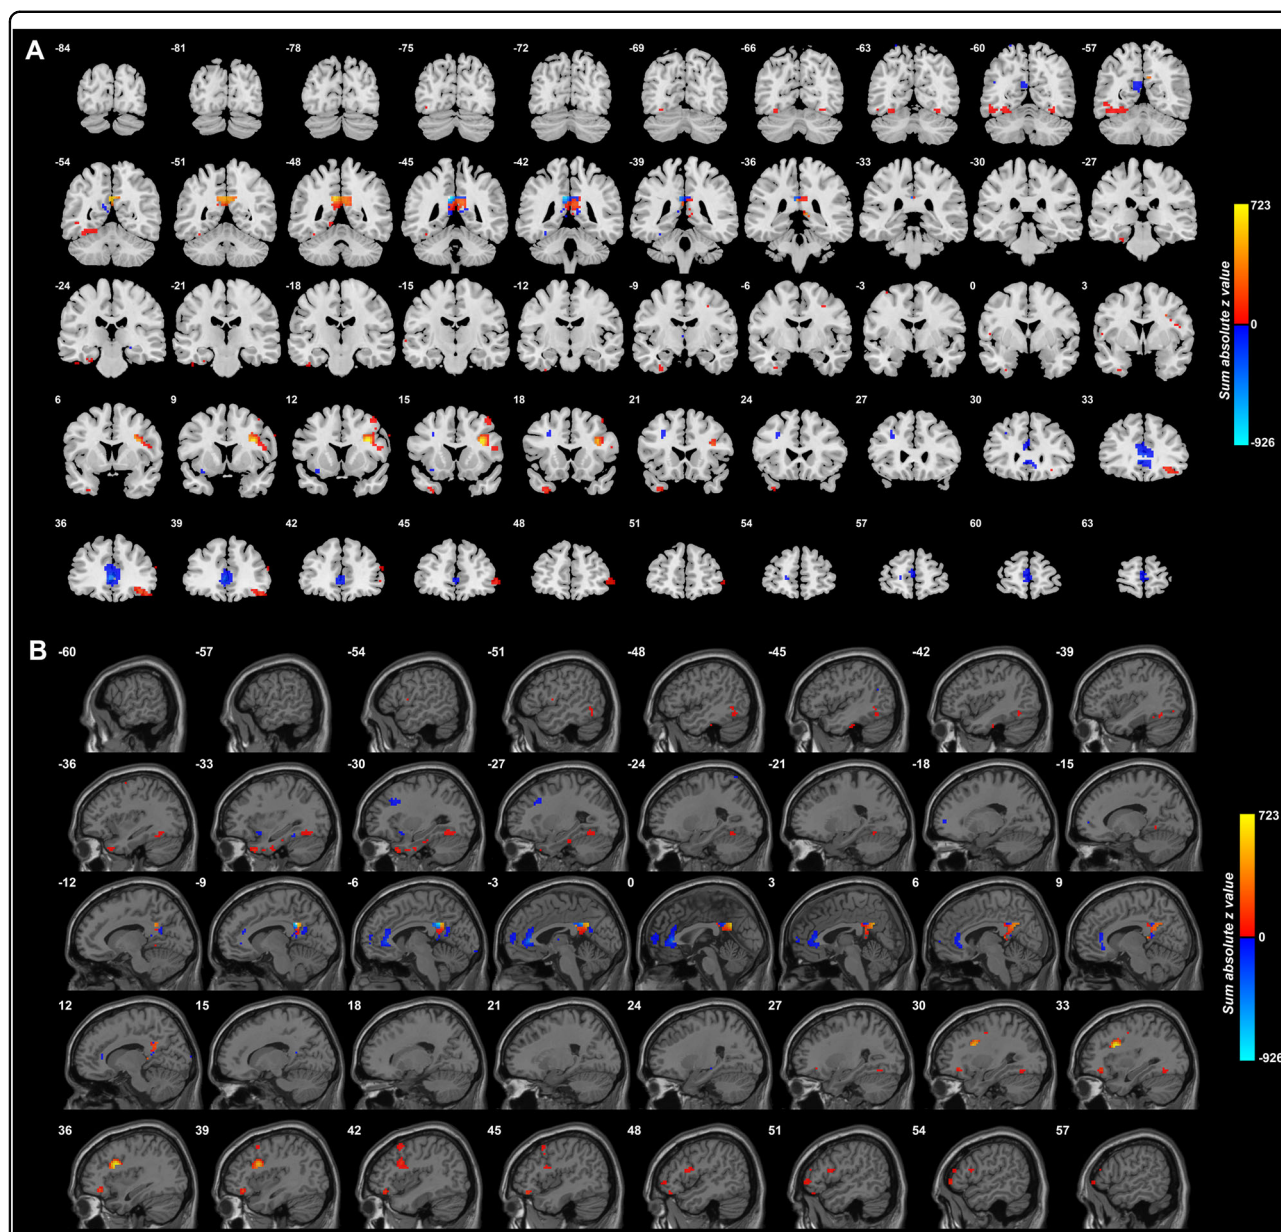 A
-84 -81 -78 -75 -72 -69 -66 -63 -60 -57
-54 -51 -48 -45 -42 -39 -36 -33 -30 -27
723
0
-926
Sum absolute z value
-24 -21 -18 -15 -12 -9 -6 -3 0 3
6 9 12 15 18 21 24 27 30 33
36 39 42 45 48 51 54 57 60 63
B
-60 -57 -54 -51 -48 -45 -42 -39
-36 -33 -30 -27 -24 -21 -18 -15
723
0
-926
Sum absolute z value
-12 -9 -6 -3 0 3 6 9
12 15 18 21 24 27 30 33
36 39 42 45 48 51 54 57